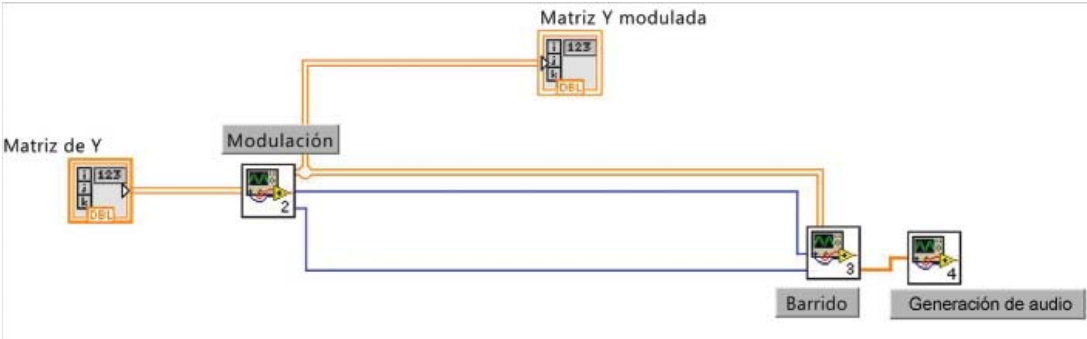 Matriz Y modulada
i
j
k
123
DBL
Modulación
Matriz de Y
i
j
k
123
DBL
2
3
4
Barrido
Generación de audio